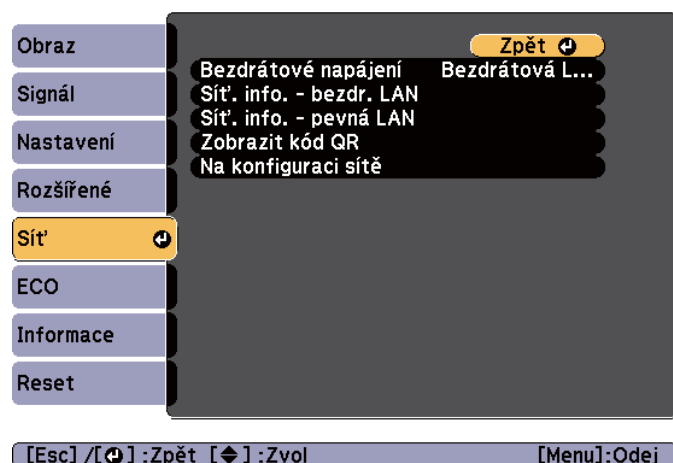 Obraz
Signál
Nastavení
Rozšířené
Síť
ECO
Informace
Reset
Zpět
Bezdrátové napájení Bezdrátová L...
Síť. info. - bezdr. LAN
Síť. info. - pevná LAN
Zobrazit kód QR
Na konfiguraci sítě
[Esc] /[ ] :Zpět [ ] :Zvol [Menu]:Odej